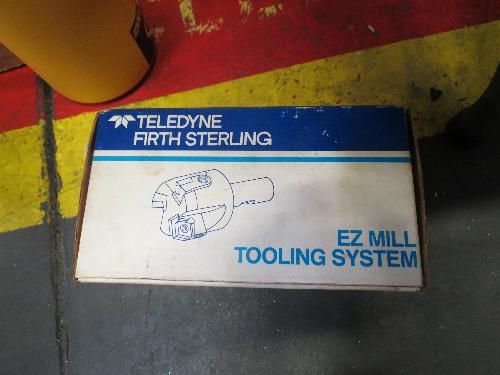 TELEDYNE
FIRTH STERLING
EZ MILL
TOOLING SYSTEM